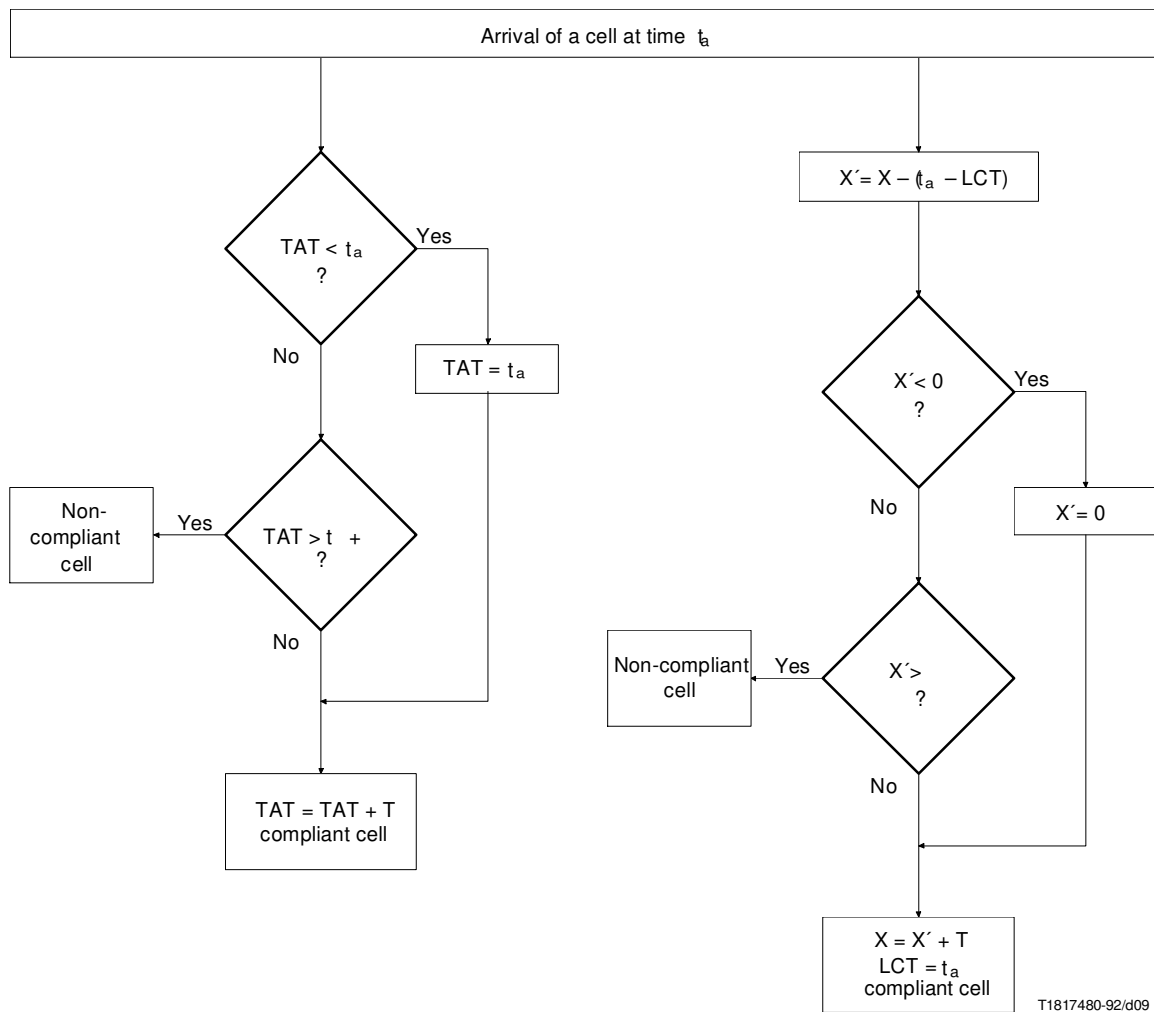 Arrival of a cell at time ta
TAT < ta
?
Yes
No
TAT = ta
TAT > t +
?
Yes
Non-
compliant
cell
No
TAT = TAT + T
compliant cell
X´= X – (ta – LCT)
X´< 0
?
Yes
No
X´= 0
X´>
?
Yes
Non-compliant
cell
No
X = X´ + T
LCT = ta
compliant cell
T1817480-92/d09